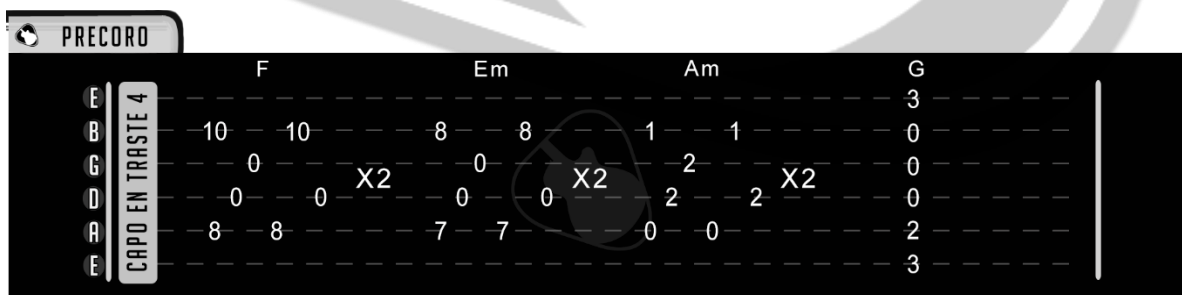 PRECORO
F Em Am G
CAPO EN TRASTE 4
E 3
B 10 10 8 8 1 1 0
G 0 0 2 0
X2 X2 X2
D 0 0 0 0 2 2 0
A 8 8 7 7 0 0 2
E 3